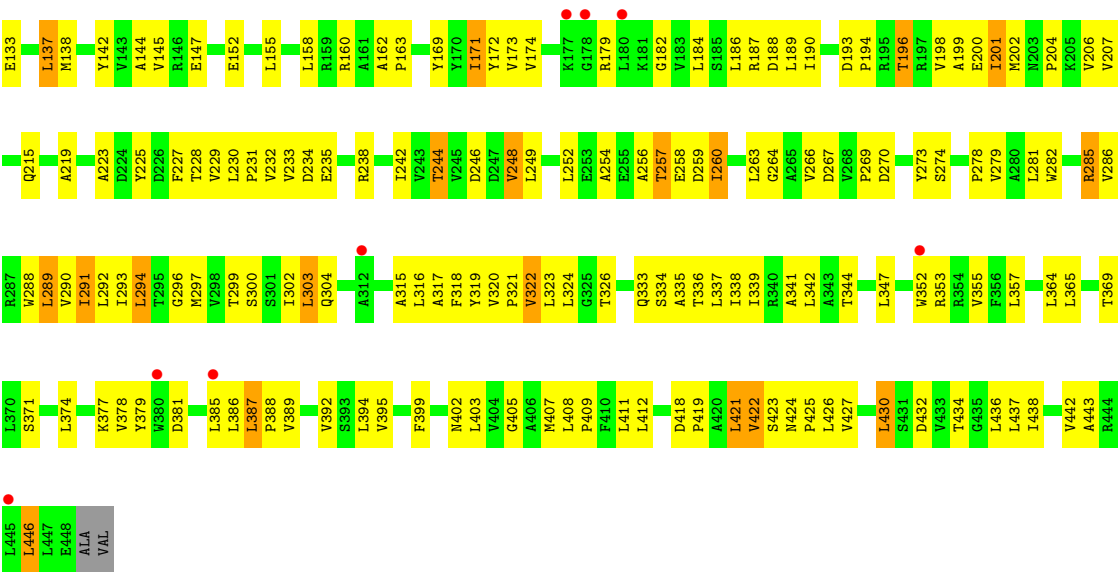 E133 L137 M138 Y142 V143 A144 V145 R146 E147 E152 L155 L158 R159 R160 A161 A162 P163 Y169 Y170 I171 Y172 V173 V174 K177 G178 R179 L180 K181 G182 V183 L184 S185 L186 R187 D188 L189 I190 D193 P194 R195 T196 R197 V198 A199 E200 I201 M202 N203 P204 K205 V206 V207
Q215 A219 A223 D224 Y225 D226 F227 T228 V229 L230 P231 V232 V233 D234 E235 R238 I242 V243 T244 V245 D246 D247 V248 L249 L252 E253 A254 E255 A256 T257 E258 D259 I260 L263 G264 A265 V266 D267 V268 P269 D270 Y273 S274 P278 V279 A280 L281 W282 R285 V286
R287 W288 L289 V290 I291 L292 I293 L294 T295 G296 M297 V298 T299 S300 S301 I302 L303 Q304 A312 A315 L316 A317 F318 Y319 V320 P321 V322 L323 L324 G325 T326 Q333 S334 A335 T336 L337 I338 I339 R340 A341 L342 A343 T344 L347 W352 R353 R354 V355 F356 L357 L364 L365 T369
L370 S371 L374 K377 V378 Y379 W380 D381 L385 L386 L387 P388 V389 V392 S393 L394 V395 F399 N402 L403 V404 G405 A406 M407 L408 P409 F410 L411 L412 D418 P419 A420 L421 V422 S423 N424 P425 L426 V427 L430 S431 D432 V433 T434 G435 L436 L437 I438 V442 A443 R444
L445 L446 L447 E448 ALA VAL